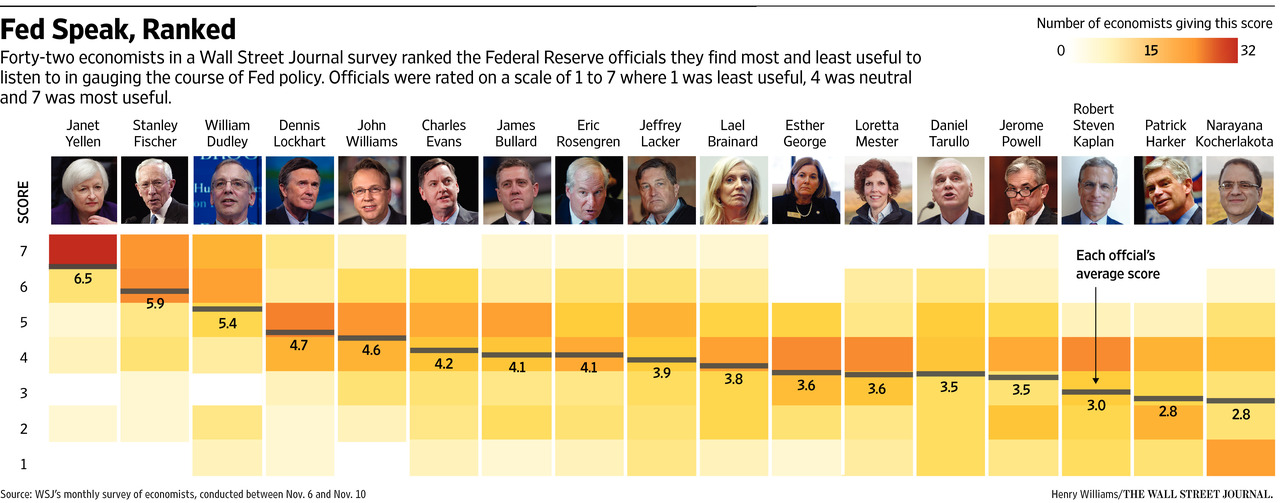 Fed Speak, Ranked
Forty-two economists in a Wall Street Journal survey ranked the Federal Reserve officials they find most and least useful to
listen to in gauging the course of Fed policy. Officials were rated on a scale of 1 to 7 where 1 was least useful, 4 was neutral
and 7 was most useful.
Number of economists giving this score
0 15 32
Janet
Yellen
Stanley
Fischer
William
Dudley
Dennis
Lockhart
John
Williams
Charles
Evans
James
Bullard
Eric
Rosengren
Jeffrey
Lacker
Lael
Brainard
Esther
George
Loretta
Mester
Daniel
Tarullo
Jerome
Powell
Robert
Steven
Kaplan
Patrick
Harker
Narayana
Kocherlakota
SCORE
7
6
5
4
3
2
1
6.5
5.9
5.4
4.7
4.6
4.2
4.1
4.1
3.9
3.8
3.6
3.6
3.5
3.5
3.0
2.8
2.8
Each offcial's
average score
Source: WSJ's monthly survey of economists, conducted between Nov. 6 and Nov. 10
Henry Williams/THE WALL STREET JOURNAL.